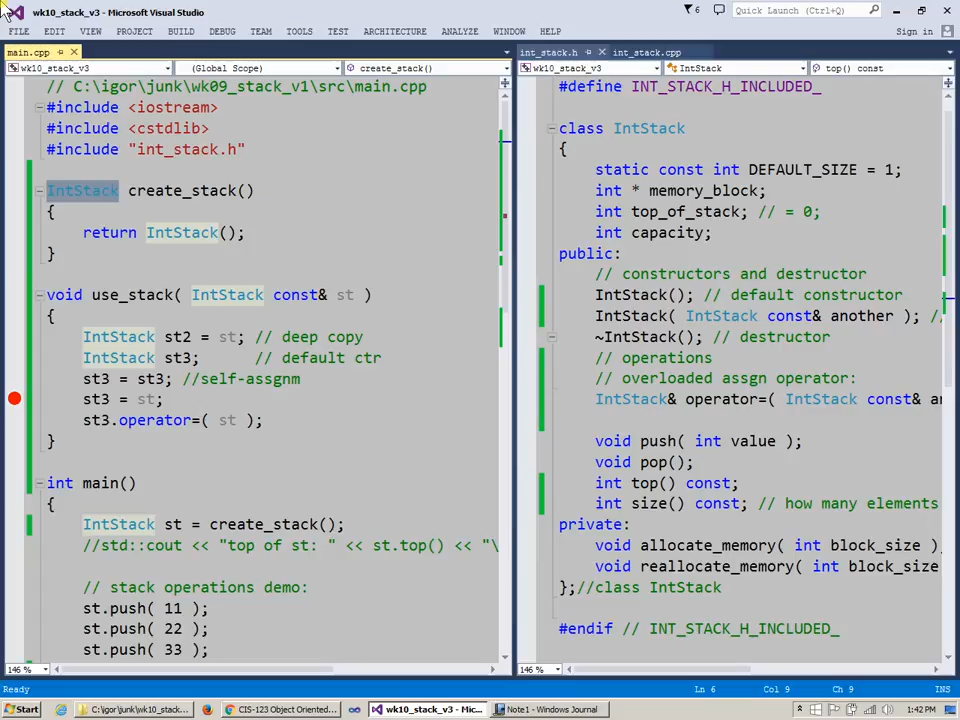 wk10_stack_v3 - Microsoft Visual Studio
6
Quick Launch (Ctrl+Q)
FILE EDIT VIEW PROJECT BUILD DEBUG TEAM TOOLS TEST ARCHITECTURE ANALYZE WINDOW HELP
Sign in
main.cpp
wk10_stack_v3 (Global Scope) create_stack()
// C:\igor\junk\wk09_stack_v1\src\main.cpp
#include <iostream>
#include <cstdlib>
#include "int_stack.h"
IntStack create_stack()
{
return IntStack();
}
void use_stack( IntStack const& st )
{
IntStack st2 = st; // deep copy
IntStack st3; // default ctr
st3 = st3; //self-assgnm
st3 = st;
st3.operator=( st );
}
int main()
{
IntStack st = create_stack();
//std::cout << "top of st: " << st.top() << "\
// stack operations demo:
st.push( 11 );
st.push( 22 );
st.push( 33 );
146 %
int_stack.h int_stack.cpp
wk10_stack_v3 IntStack top() const
#define INT_STACK_H_INCLUDED_
class IntStack
{
static const int DEFAULT_SIZE = 1;
int * memory_block;
int top_of_stack; // = 0;
int capacity;
public:
// constructors and destructor
IntStack(); // default constructor
IntStack( IntStack const& another ); //
~IntStack(); // destructor
// operations
// overloaded assgn operator:
IntStack& operator=( IntStack const& an
void push( int value );
void pop();
int top() const;
int size() const; // how many elements
private:
void allocate_memory( int block_size )
void reallocate_memory( int block_size
};//class IntStack
#endif // INT_STACK_H_INCLUDED_
146 %
Ready Ln 6 Col 9 Ch 9 INS
Start C:\igor\junk\wk10_stack... CIS-123 Object Oriented... wk10_stack_v3 - Mic... Note1 - Windows Journal 1:42 PM